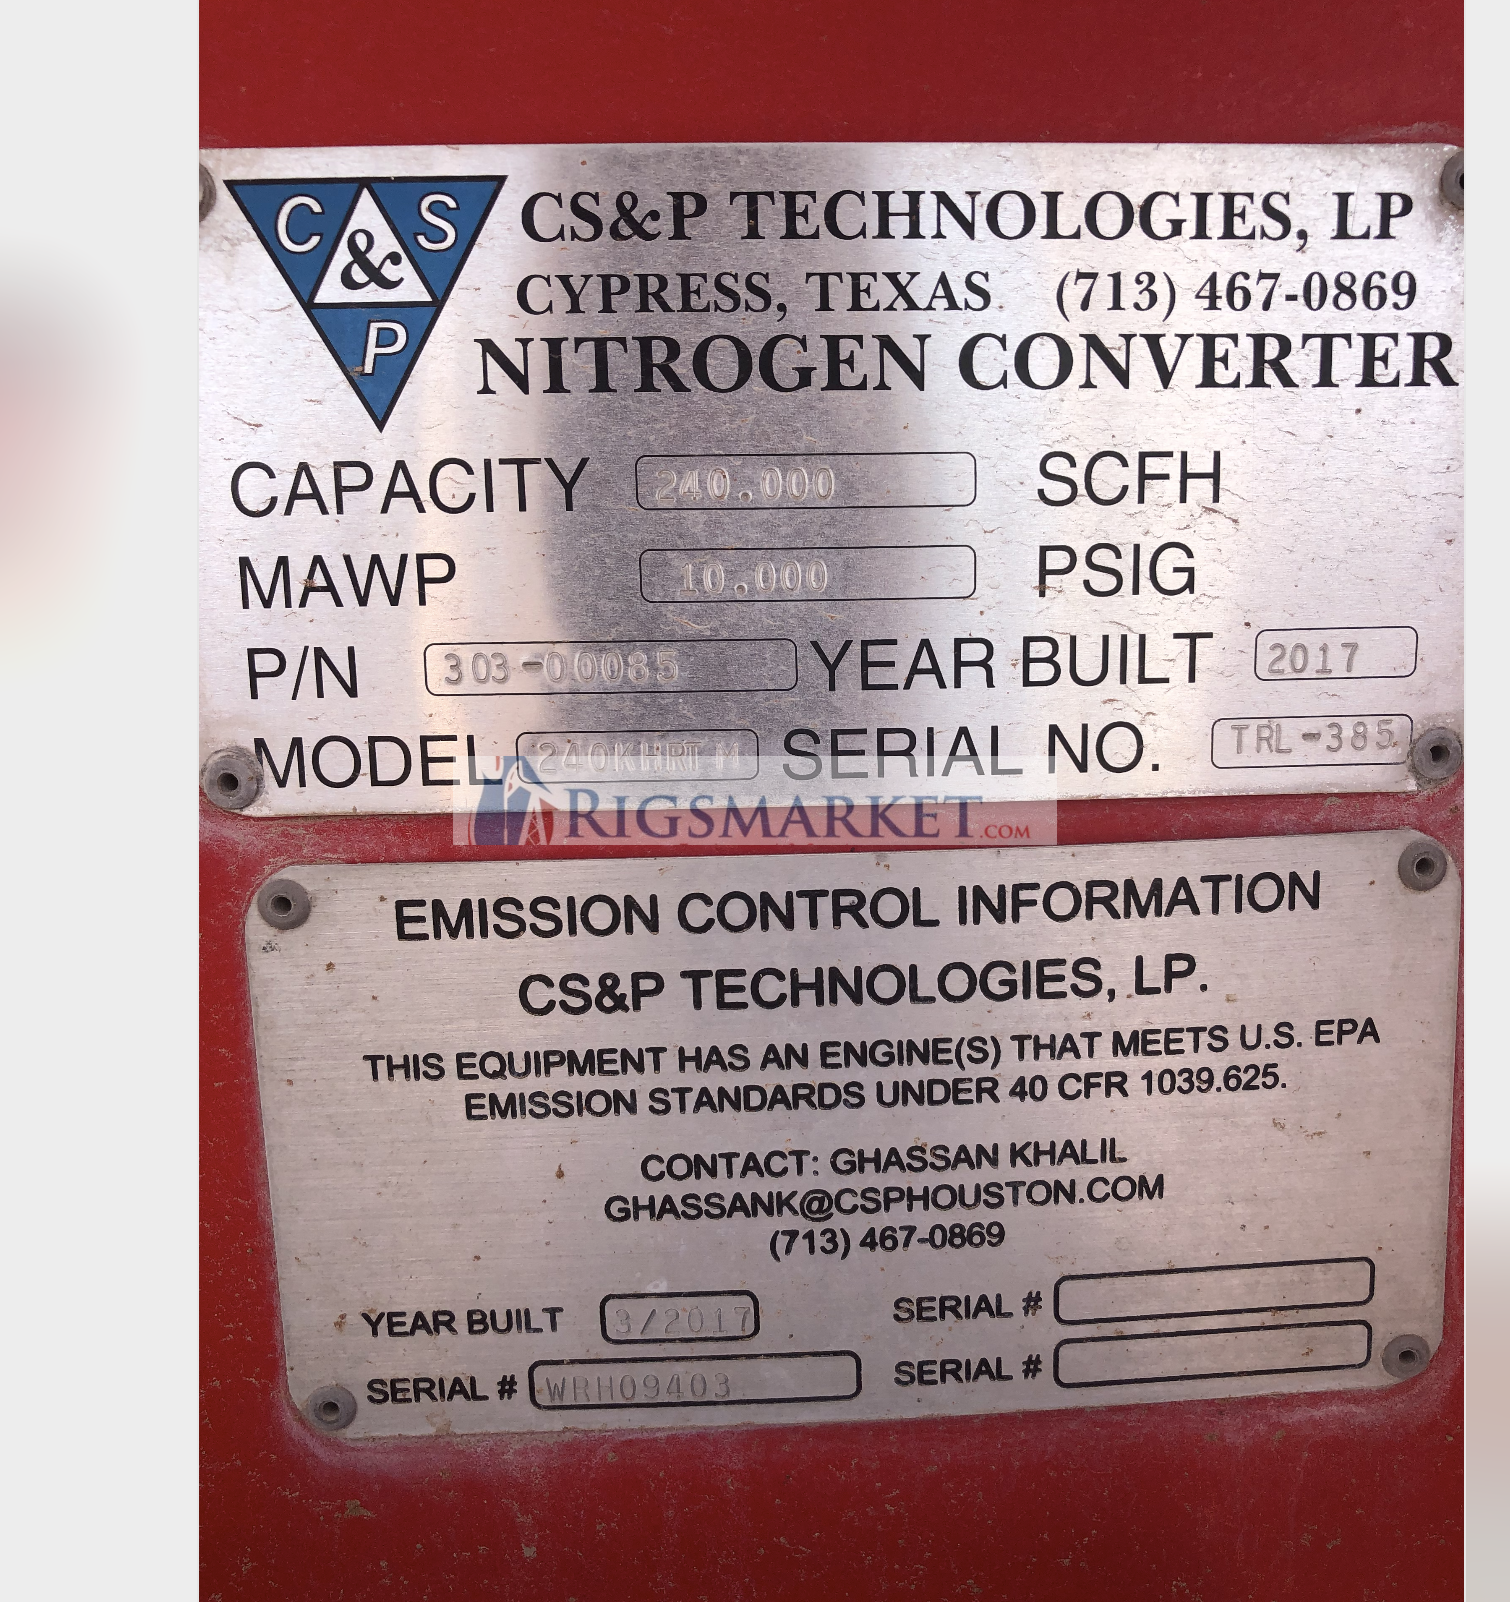 C & S P
CS&P TECHNOLOGIES, LP
CYPRESS, TEXAS (713) 467-0869
NITROGEN CONVERTER
CAPACITY 240.000 SCFH
MAWP 10.000 PSIG
P/N 303-00085 YEAR BUILT 2017
MODEL 240KHRTM SERIAL NO. TRL-385
RIGSMARKET.COM
EMISSION CONTROL INFORMATION
CS&P TECHNOLOGIES, LP.
THIS EQUIPMENT HAS AN ENGINE(S) THAT MEETS U.S. EPA
EMISSION STANDARDS UNDER 40 CFR 1039.625.
CONTACT: GHASSAN KHALIL
GHASSANK@CSPHOUSTON.COM
(713) 467-0869
YEAR BUILT 3/2017 SERIAL #
SERIAL # WRH09403 SERIAL #